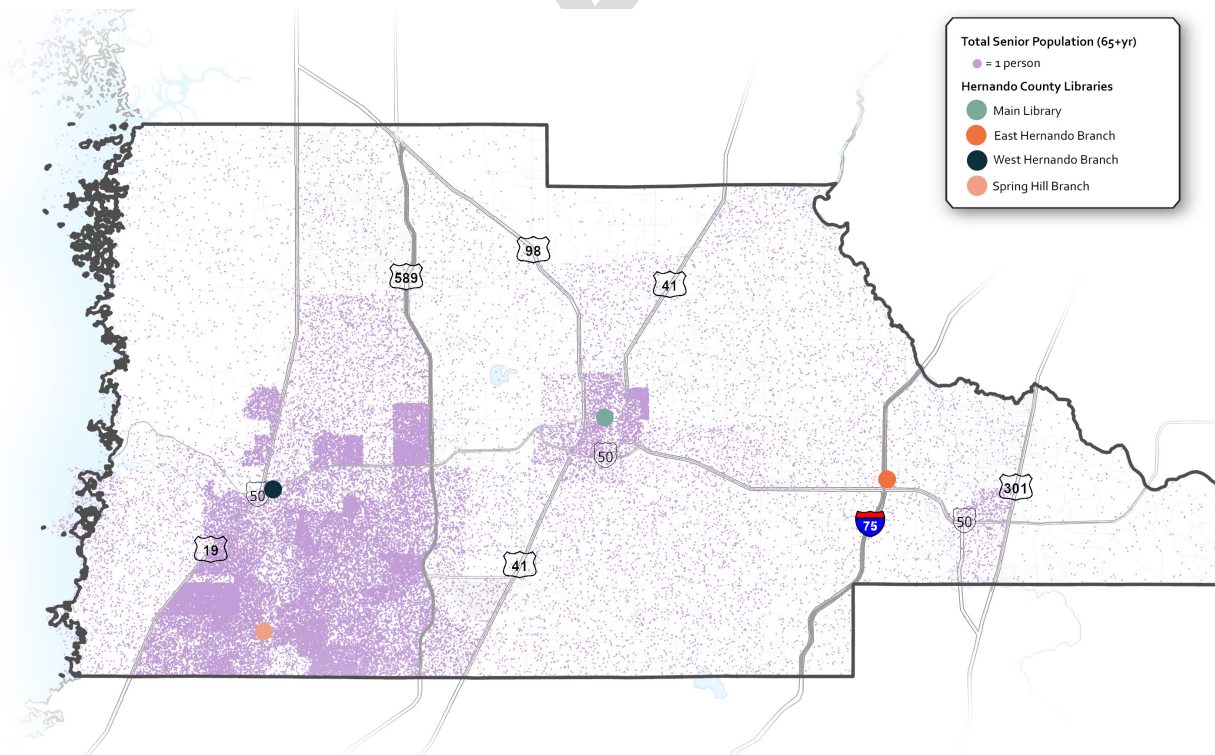 Total Senior Population (65+yr)
= 1 person
Hernando County Libraries
Main Library
East Hernando Branch
West Hernando Branch
Spring Hill Branch
98
589
41
50
50
301
50
75
19
41